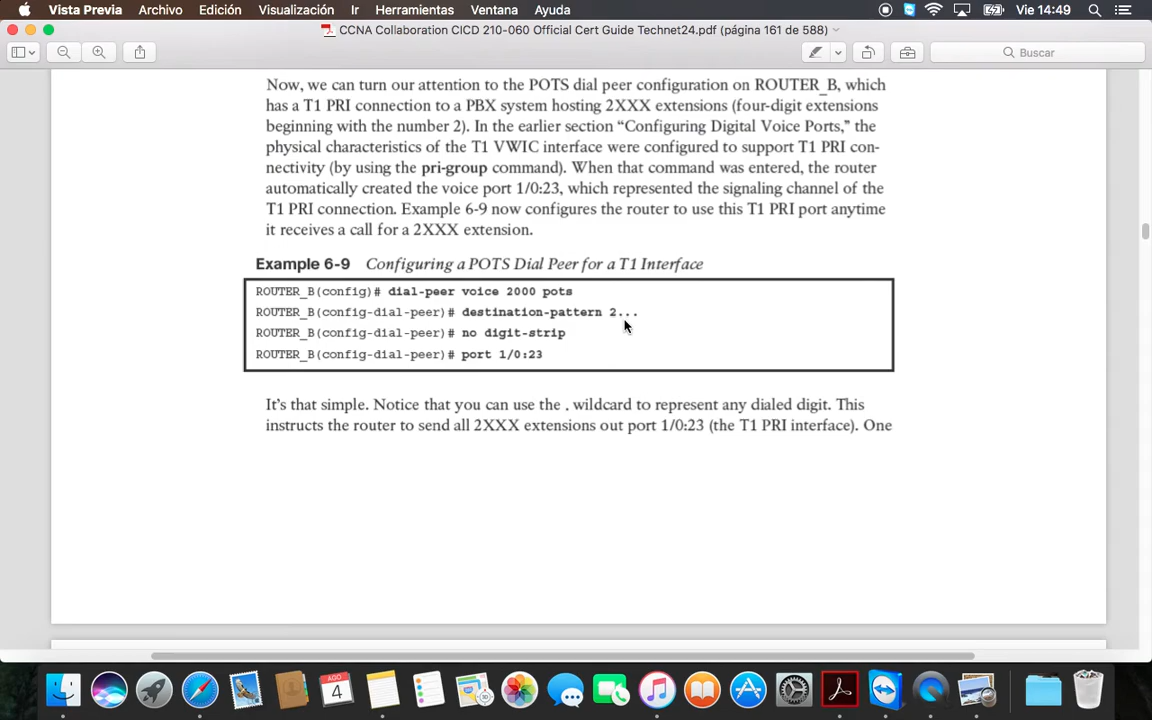 Vista Previa Archivo Edición Visualización Ir Herramientas Ventana Ayuda Vie 14:49
CCNA Collaboration CICD 210-060 Official Cert Guide Technet24.pdf (página 161 de 588)
Buscar
Now, we can turn our attention to the POTS dial peer configuration on ROUTER_B, which
has a T1 PRI connection to a PBX system hosting 2XXX extensions (four-digit extensions
beginning with the number 2). In the earlier section “Configuring Digital Voice Ports,” the
physical characteristics of the T1 VWIC interface were configured to support T1 PRI con-
nectivity (by using the pri-group command). When that command was entered, the router
automatically created the voice port 1/0:23, which represented the signaling channel of the
T1 PRI connection. Example 6-9 now configures the router to use this T1 PRI port anytime
it receives a call for a 2XXX extension.
Example 6-9 Configuring a POTS Dial Peer for a T1 Interface
ROUTER_B(config)# dial-peer voice 2000 pots
ROUTER_B(config-dial-peer)# destination-pattern 2...
ROUTER_B(config-dial-peer)# no digit-strip
ROUTER_B(config-dial-peer)# port 1/0:23
It’s that simple. Notice that you can use the . wildcard to represent any dialed digit. This
instructs the router to send all 2XXX extensions out port 1/0:23 (the T1 PRI interface). One
AGO
4